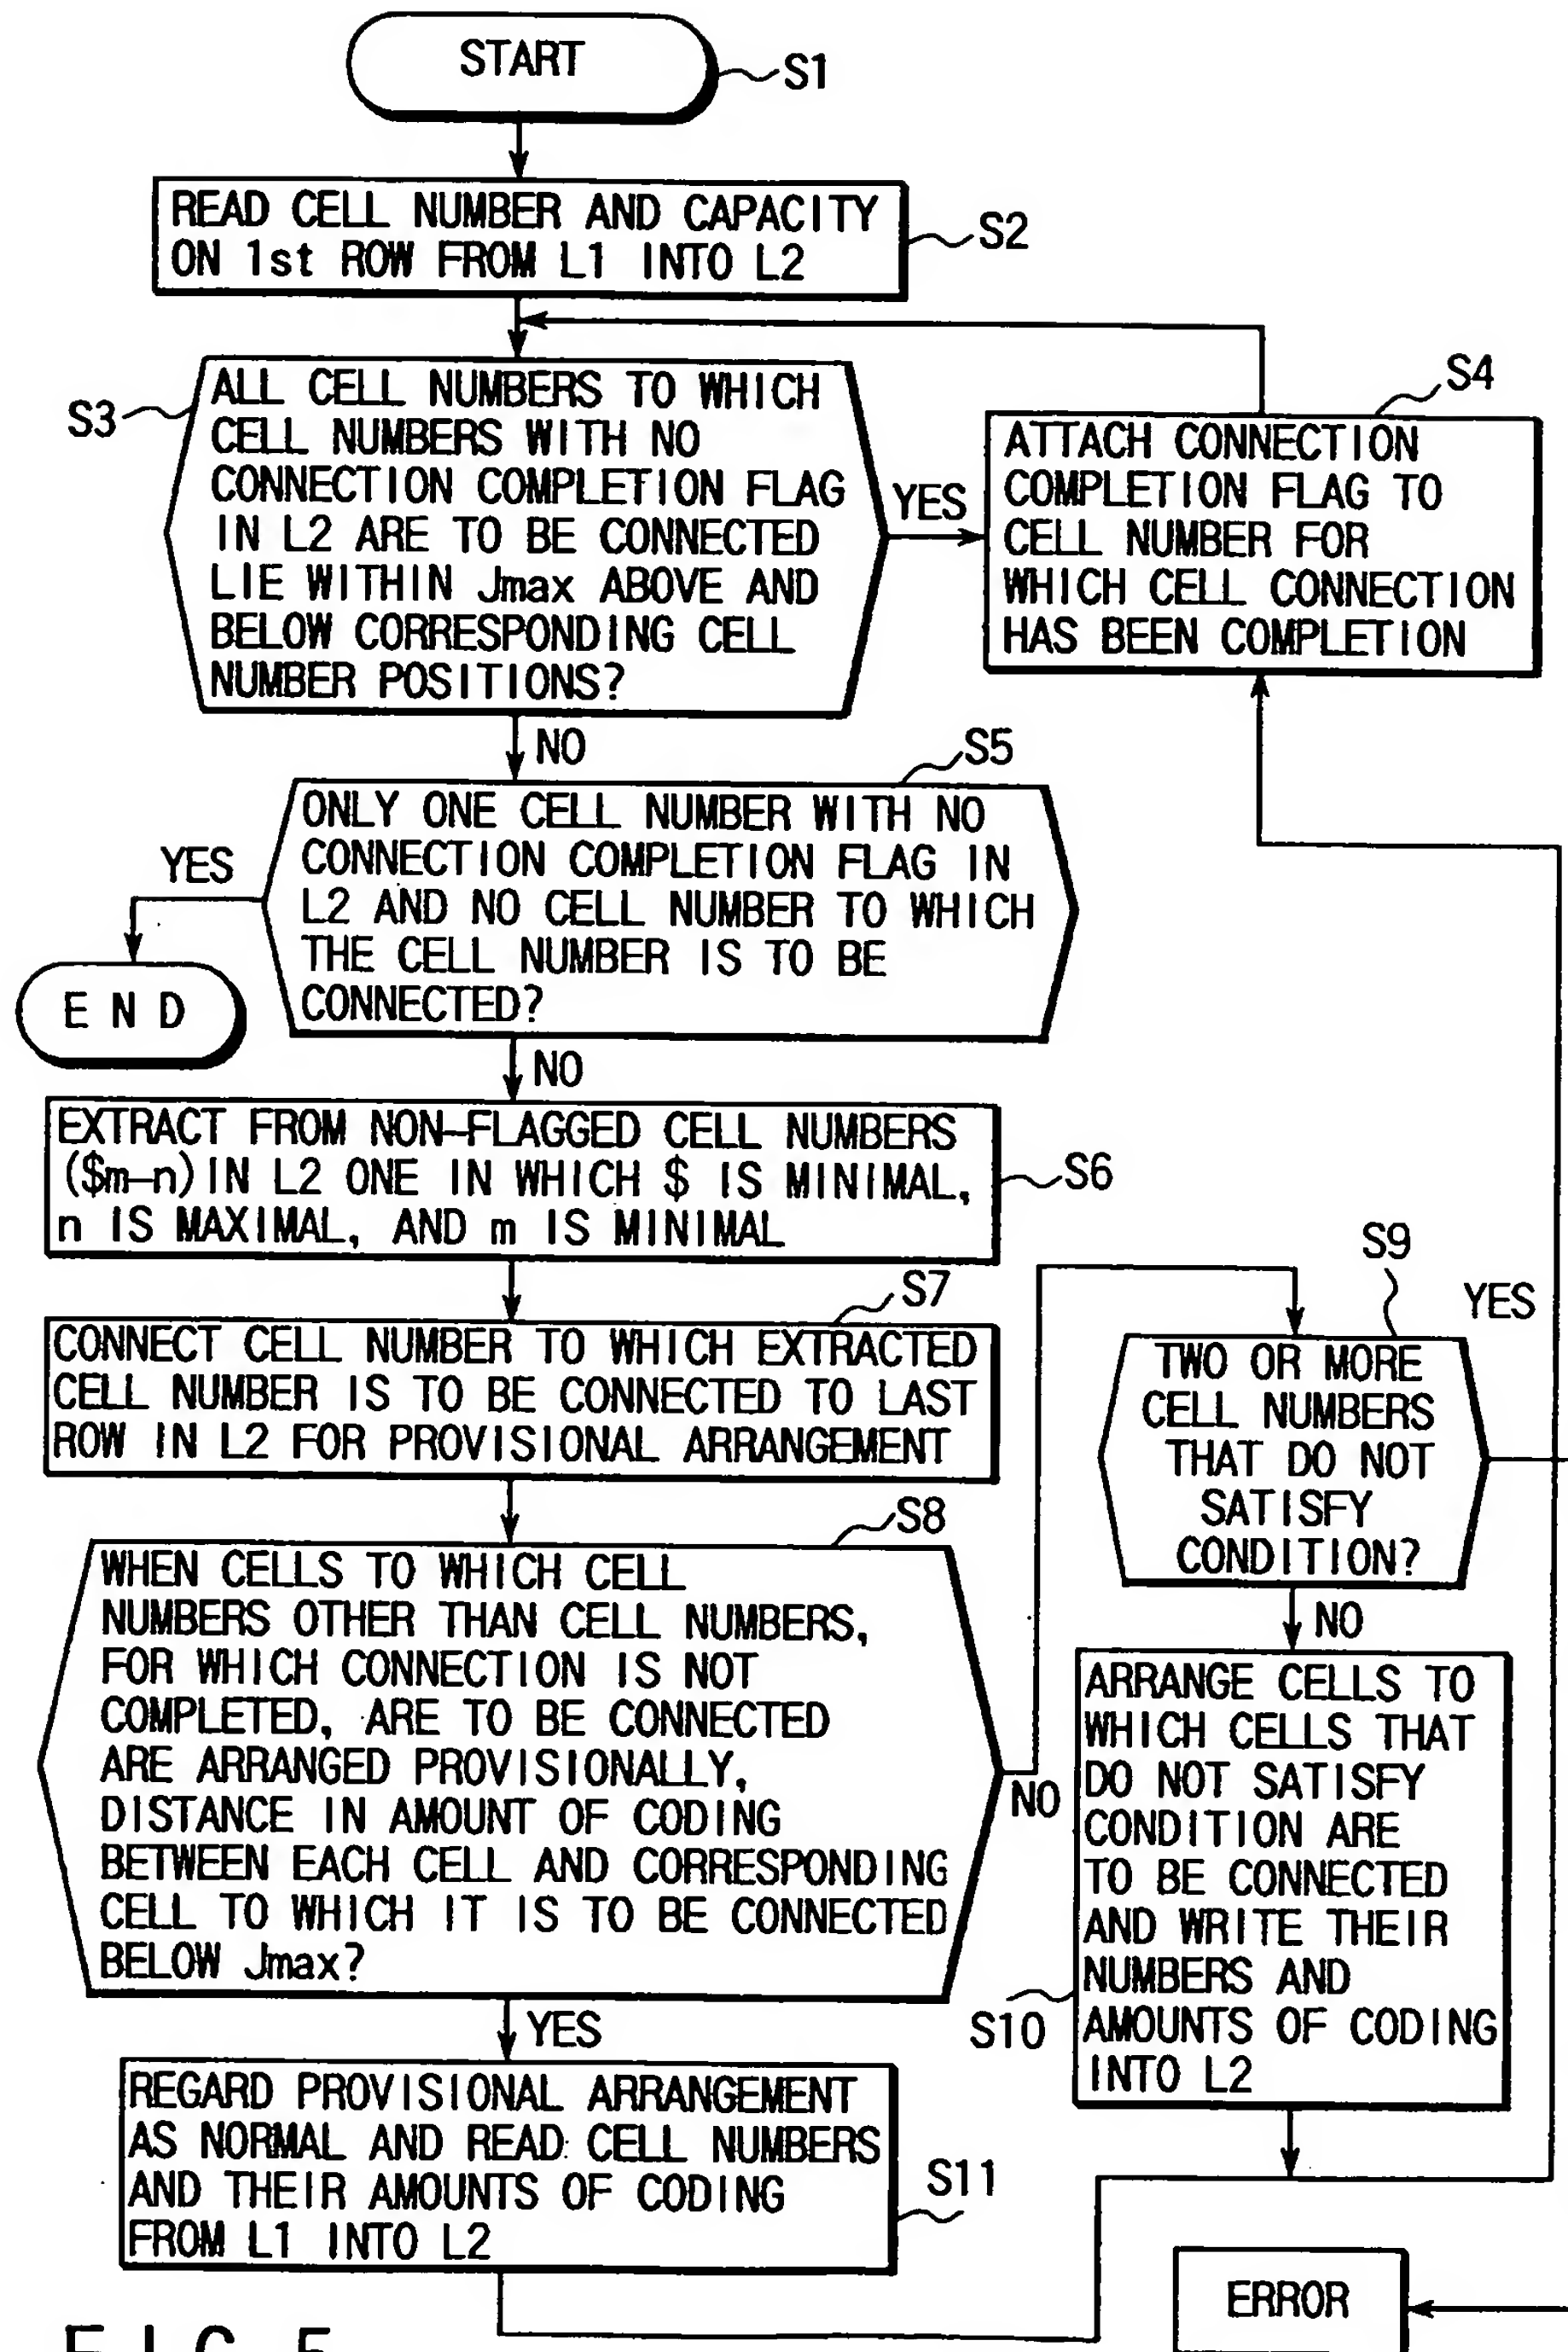 START
S1
READ CELL NUMBER AND CAPACITY
ON 1st ROW FROM L1 INTO L2
S2
S3
ALL CELL NUMBERS TO WHICH
CELL NUMBERS WITH NO
CONNECTION COMPLETION FLAG
IN L2 ARE TO BE CONNECTED
LIE WITHIN Jmax ABOVE AND
BELOW CORRESPONDING CELL
NUMBER POSITIONS?
YES
S4
ATTACH CONNECTION
COMPLETION FLAG TO
CELL NUMBER FOR
WHICH CELL CONNECTION
HAS BEEN COMPLETION
NO
S5
ONLY ONE CELL NUMBER WITH NO
CONNECTION COMPLETION FLAG IN
L2 AND NO CELL NUMBER TO WHICH
THE CELL NUMBER IS TO BE
CONNECTED?
YES
END
NO
EXTRACT FROM NON-FLAGGED CELL NUMBERS
($m-n) IN L2 ONE IN WHICH $ IS MINIMAL,
n IS MAXIMAL, AND m IS MINIMAL
S6
S7
CONNECT CELL NUMBER TO WHICH EXTRACTED
CELL NUMBER IS TO BE CONNECTED TO LAST
ROW IN L2 FOR PROVISIONAL ARRANGEMENT
S8
WHEN CELLS TO WHICH CELL
NUMBERS OTHER THAN CELL NUMBERS,
FOR WHICH CONNECTION IS NOT
COMPLETED, ARE TO BE CONNECTED
ARE ARRANGED PROVISIONALLY,
DISTANCE IN AMOUNT OF CODING
BETWEEN EACH CELL AND CORRESPONDING
CELL TO WHICH IT IS TO BE CONNECTED
BELOW Jmax?
NO
S9
YES
TWO OR MORE
CELL NUMBERS
THAT DO NOT
SATISFY
CONDITION?
NO
ARRANGE CELLS TO
WHICH CELLS THAT
DO NOT SATISFY
CONDITION ARE
TO BE CONNECTED
AND WRITE THEIR
NUMBERS AND
AMOUNTS OF CODING
INTO L2
S10
YES
REGARD PROVISIONAL ARRANGEMENT
AS NORMAL AND READ CELL NUMBERS
AND THEIR AMOUNTS OF CODING
FROM L1 INTO L2
S11
ERROR
FIG. 5